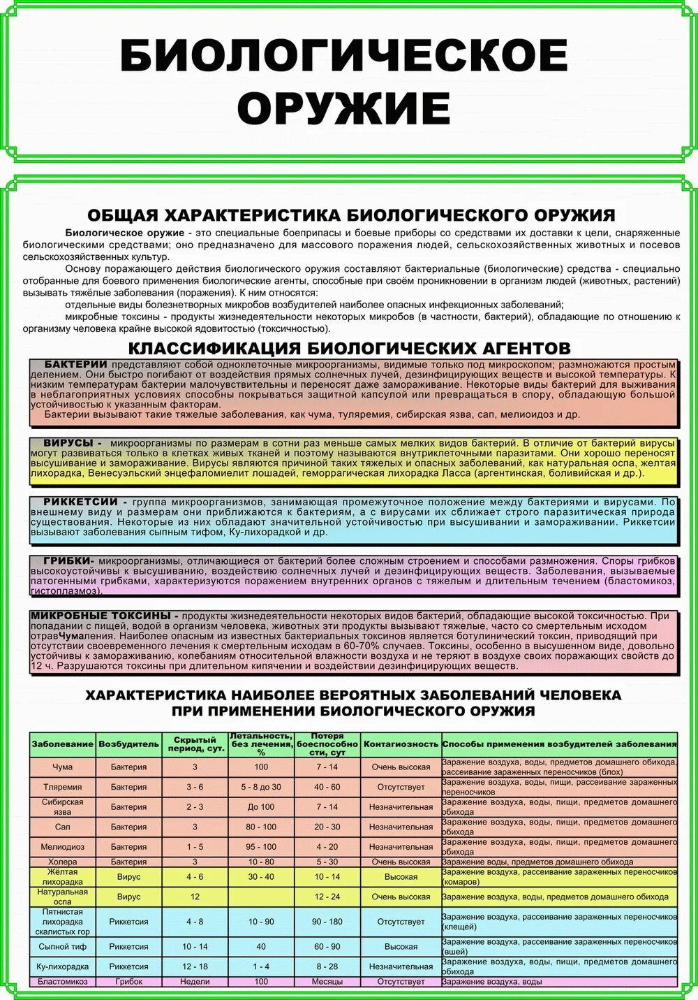 БИОЛОГИЧЕСКОЕ
ОРУЖИЕ
ОБЩАЯ ХАРАКТЕРИСТИКА БИОЛОГИЧЕСКОГО ОРУЖИЯ
Биологическое оружие - это специальные боеприпасы и боевые приборы со средствами их доставки к цели, снаряженные
биологическими средствами; оно предназначено для массового поражения людей, сельскохозяйственных животных и посевов
сельскохозяйственных культур.
Основу поражающего действия биологического оружия составляют бактериальные (биологические) средства - специально
отобранные для боевого применения биологические агенты, способные при своём проникновении в организм людей (животных, растений)
вызывать тяжёлые заболевания (поражения). К ним относятся:
отдельные виды болезнетворных микробов возбудителей наиболее опасных инфекционных заболеваний;
микробные токсины - продукты жизнедеятельности некоторых микробов (в частности, бактерий), обладающие по отношению к
организму человека крайне высокой ядовитостью (токсичностью).
КЛАССИФИКАЦИЯ БИОЛОГИЧЕСКИХ АГЕНТОВ
БАКТЕРИИ представляют собой одноклеточные микроорганизмы, видимые только под микроскопом; размножаются простым
делением. Они быстро погибают от воздействия прямых солнечных лучей, дезинфицирующих веществ и высокой температуры. К
низким температурам бактерии малочувствительны и переносят даже замораживание. Некоторые виды бактерий для выживания
в неблагоприятных условиях способны покрываться защитной капсулой или превращаться в спору, обладающую большой
устойчивостью к указанным факторам.
Бактерии вызывают такие тяжелые заболевания, как чума, туляремия, сибирская язва, сап, мелиоидоз и др.
ВИРУСЫ - микроорганизмы по размерам в сотни раз меньше самых мелких видов бактерий. В отличие от бактерий вирусы
могут развиваться только в клетках живых тканей и поэтому называются внутриклеточными паразитами. Они хорошо переносят
высушивание и замораживание. Вирусы являются причиной таких тяжелых и опасных заболеваний, как натуральная оспа, желтая
лихорадка, Венесуэльский энцефаломиелит лошадей, геморрагическая лихорадка Ласса (аргентинская, боливийская и др.).
РИККЕТСИИ - группа микроорганизмов, занимающая промежуточное положение между бактериями и вирусами. По
внешнему виду и размерам они приближаются к бактериям, а с вирусами их сближает строго паразитическая природа
существования. Некоторые из них обладают значительной устойчивостью при высушивании и замораживании. Риккетсии
вызывают заболевания сыпным тифом, Ку-лихорадкой и др.
ГРИБКИ- микроорганизмы, отличающиеся от бактерий более сложным строением и способами размножения. Споры грибков
высокоустойчивы к высушиванию, воздействию солнечных лучей и дезинфицирующих веществ. Заболевания, вызываемые
патогенными грибками, характеризуются поражением внутренних органов с тяжелым и длительным течением (бластомикоз,
гистоплазмоз).
МИКРОБНЫЕ ТОКСИНЫ - продукты жизнедеятельности некоторых видов бактерий, обладающие высокой токсичностью. При
попадании с пищей, водой в организм человека, животных эти продукты вызывают тяжелые, часто со смертельным исходом
отравЧумаления. Наиболее опасным из известных бактериальных токсинов является ботулинический токсин, приводящий при
отсутствии своевременного лечения к смертельным исходам в 60-70% случаев. Токсины, особенно в высушенном виде, довольно
устойчивы к замораживанию, колебаниям относительной влажности воздуха и не теряют в воздухе своих поражающих свойств до
12 ч. Разрушаются токсины при длительном кипячении и воздействии дезинфицирующих веществ.
ХАРАКТЕРИСТИКА НАИБОЛЕЕ ВЕРОЯТНЫХ ЗАБОЛЕВАНИЙ ЧЕЛОВЕКА
ПРИ ПРИМЕНЕНИИ БИОЛОГИЧЕСКОГО ОРУЖИЯ
Заболевание
Возбудитель
Скрытый
период, сут.
Летальность,
без лечения,
%
Потеря
боеспособно
сти, сут
Контагиозность
Способы применения возбудителей заболевания
Чума
Бактерия
3
100
7 - 14
Очень высокая
Заражение воздуха, воды, предметов домашнего обихода,
рассеивание зараженных переносчиков (блох)
Тляремия
Бактерия
3 - 6
5 - 8 до 30
40 - 60
Отсутствует
Заражение воздуха, воды, пищи, рассеивание зараженных
переносчиков
Сибирская
язва
Бактерия
2 - 3
До 100
7 - 14
Незначительная
Заражение воздуха, воды, пищи, предметов домашнего
обихода
Сап
Бактерия
3
80 - 100
20 - 30
Незначительная
Заражение воздуха, воды, пищи, предметов домашнего
обихода
Мелиодиоз
Бактерия
1 - 5
95 - 100
4 - 20
Незначительная
Заражение воздуха, воды, пищи, предметов домашнего
обихода
Холера
Бактерия
3
10 - 80
5 - 30
Очень высокая
Заражение воды, предметов домашнего обихода
Жёлтая
лихорадка
Вирус
4 - 6
30 - 40
10 - 14
Высокая
Заражение воздуха, рассеивание зараженных переносчиков
(комаров)
Натуральная
оспа
Вирус
12
12 - 24
Очень высокая
Заражение воздуха, воды, предметов домашнего обихода
Пятнистая
лихорадка
скалистых гор
Риккетсия
4 - 8
10 - 90
90 - 180
Отсутствует
Заражение воздуха, рассеивание зараженных переносчиков
(клещей)
Сыпной тиф
Риккетсия
10 - 14
40
60 - 90
Высокая
Заражение воздуха, рассеивание зараженных переносчиков
(вшей)
Ку-лихорадка
Риккетсия
12 - 18
1 - 4
8 - 28
Незначительная
Заражение воздуха, воды, пищи, предметов домашнего
обихода
Бластомикоз
Грибок
Недели
100
Месяцы
Отсутствует
Заражение воздуха, воды